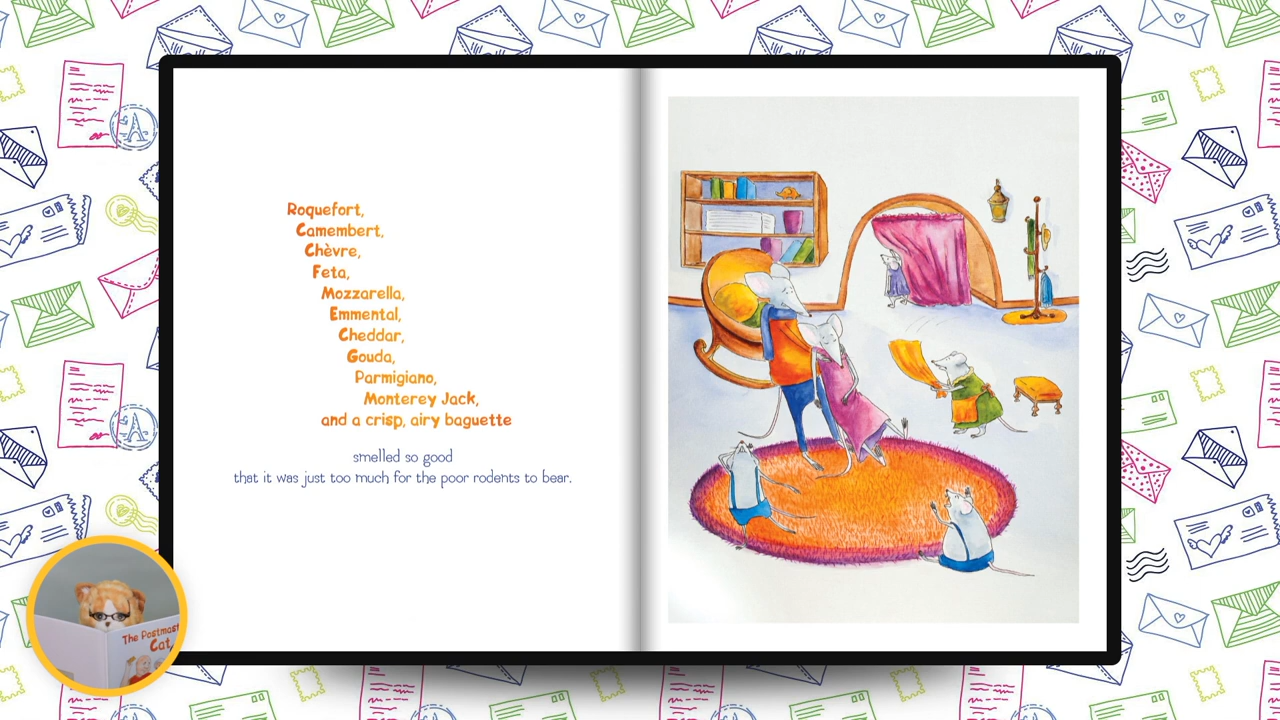 Roquefort,
Camembert,
Chèvre,
Feta,
Mozzarella,
Emmental,
Cheddar,
Gouda,
Parmigiano,
Monterey Jack,
and a crisp, airy baguette
smelled so good
that it was just too much for the poor rodents to bear.
The Postmast
Cat